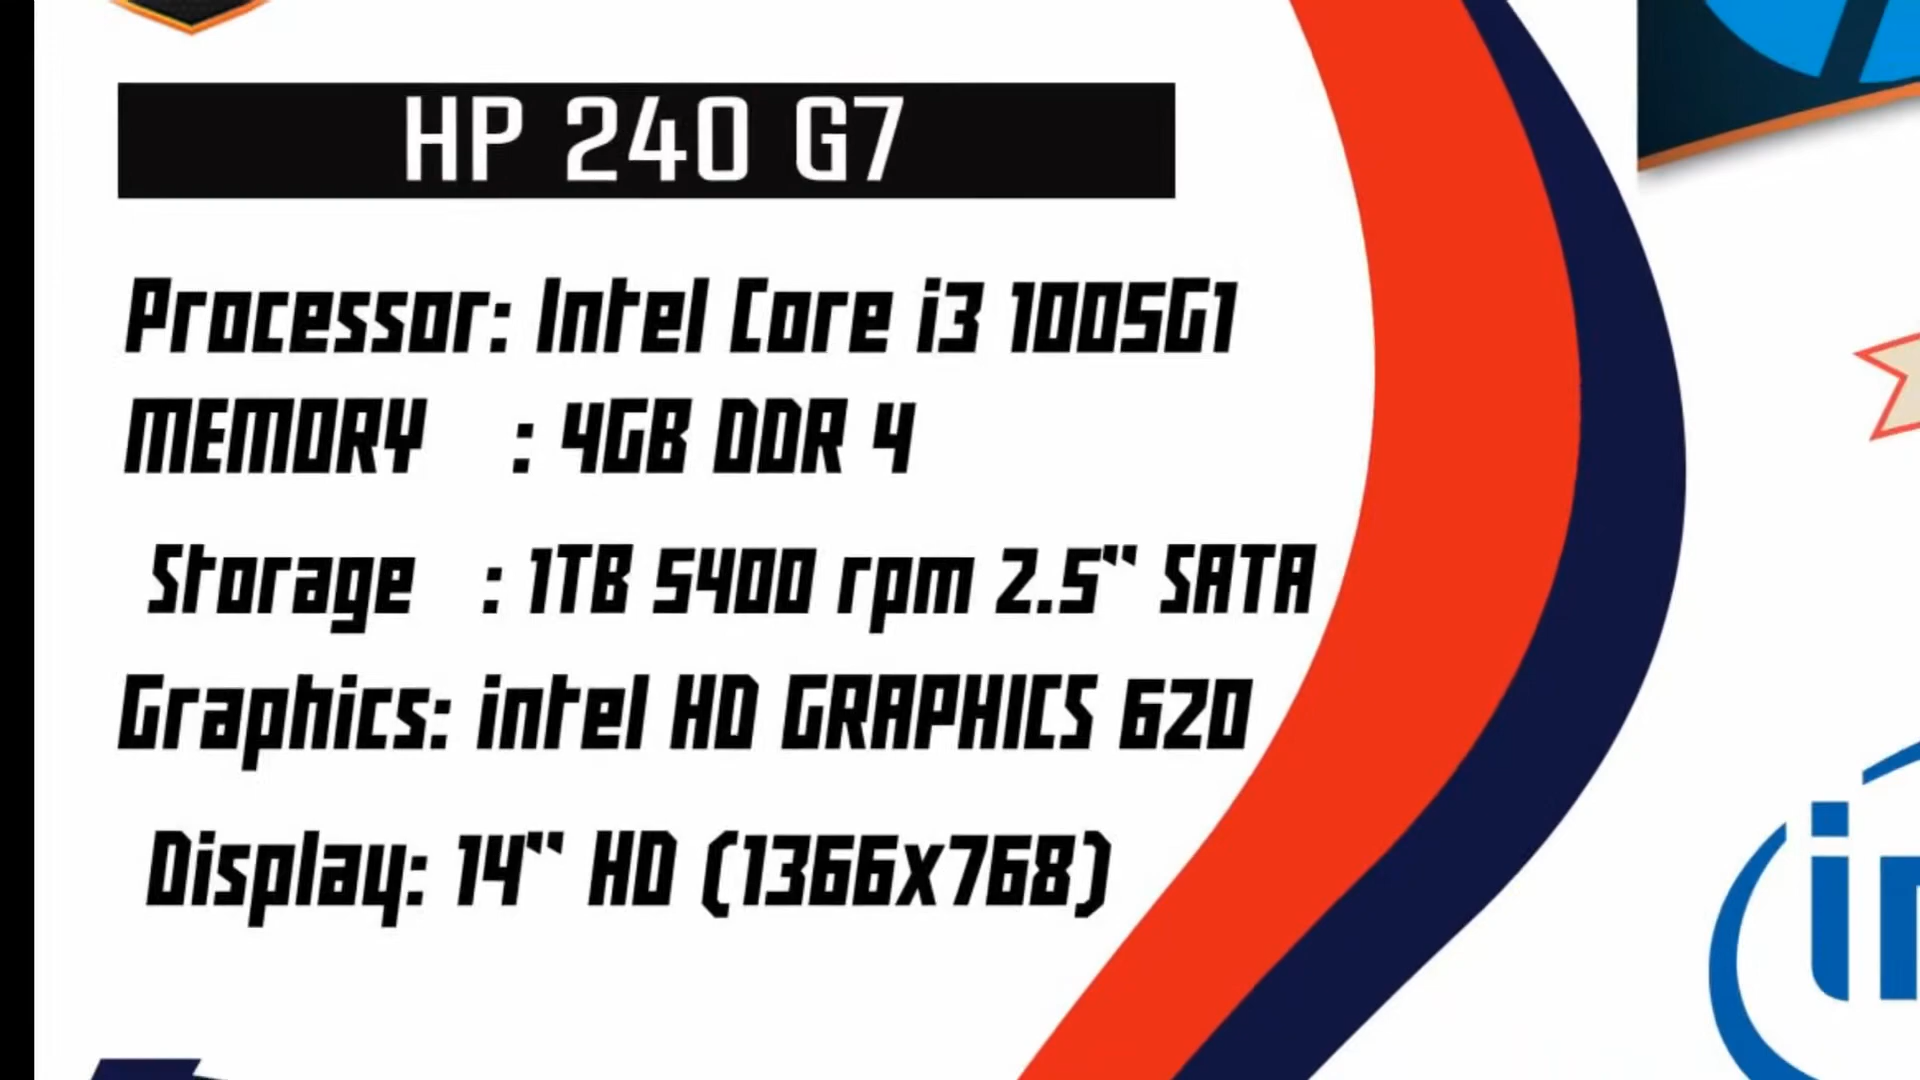 HP 240 G7
Processor: Intel Core i3 1005G1
MEMORY : 4GB DDR 4
Storage : 1TB 5400 rpm 2.5" SATA
Graphics: intel HD GRAPHICS 620
Display: 14" HD (1366x768)